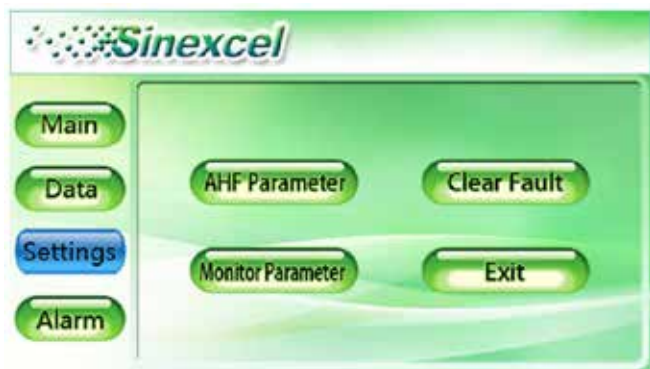 Sinexcel
Main
Data
Settings
Alarm
AHF Parameter
Clear Fault
Monitor Parameter
Exit